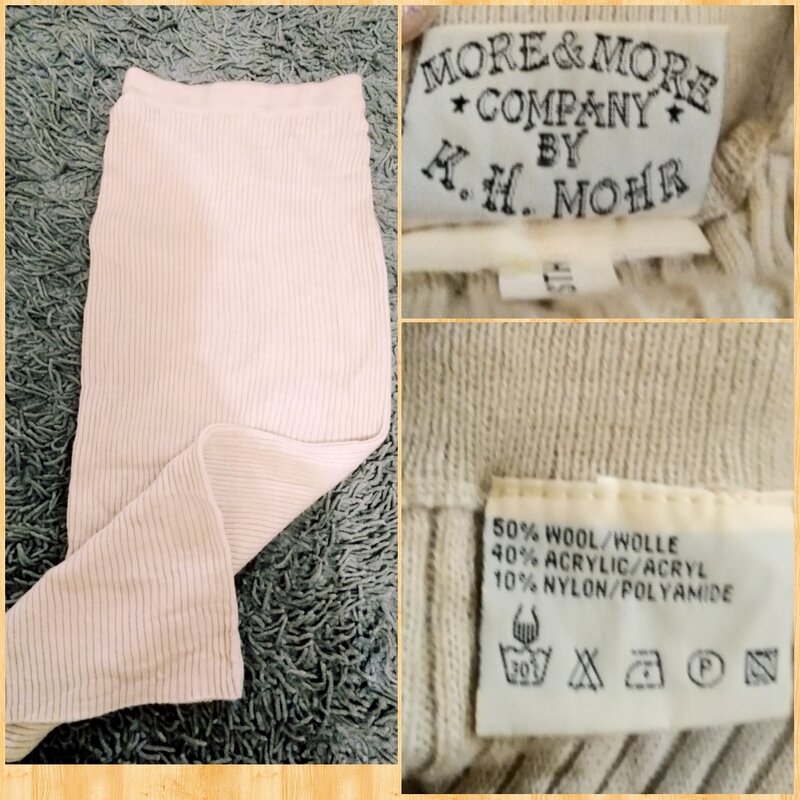 MORE & MORE
★ COMPANY ★
BY
K. H. MOHR
50% WOOL/WOLLE
40% ACRYLIC/ACRYL
10% NYLON/POLYAMIDE
30°
P